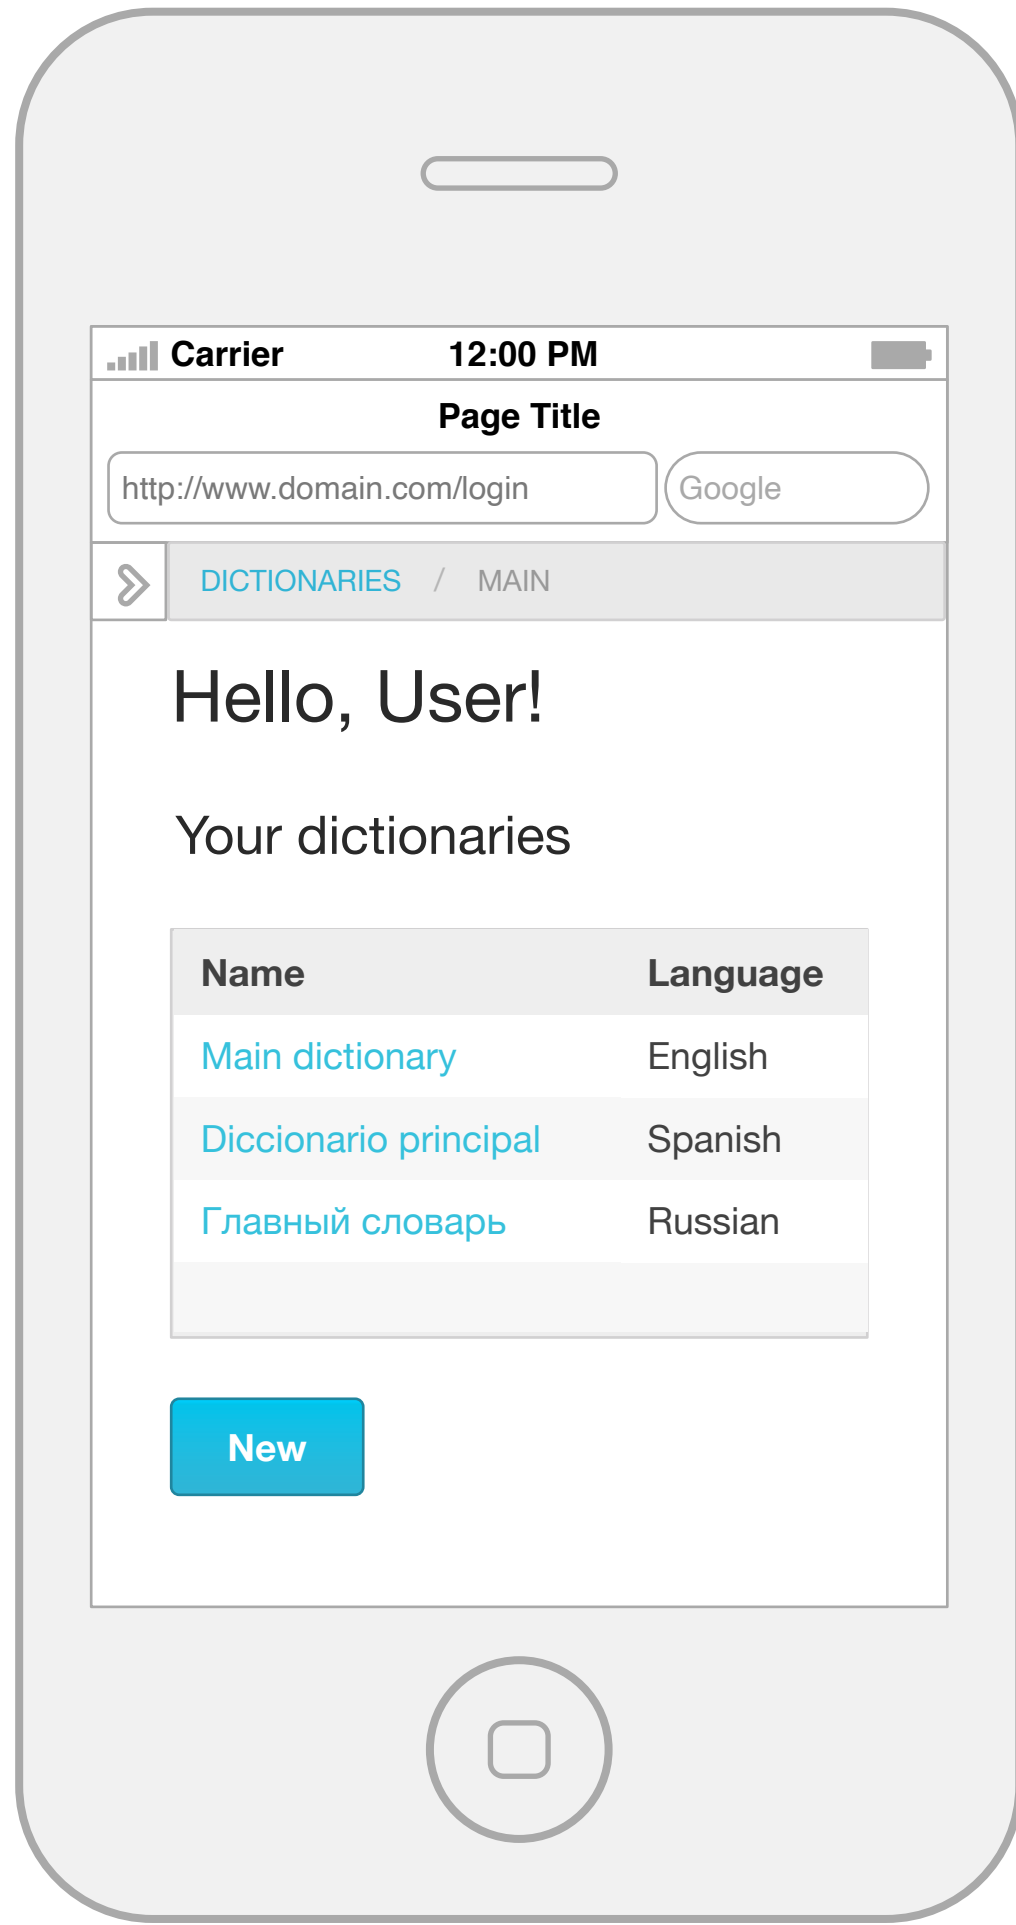 Carrier 12:00 PM
Page Title
http://www.domain.com/login Google
DICTIONARIES / MAIN
Hello, User!
Your dictionaries
Name Language
Main dictionary English
Diccionario principal Spanish
Главный словарь Russian
New